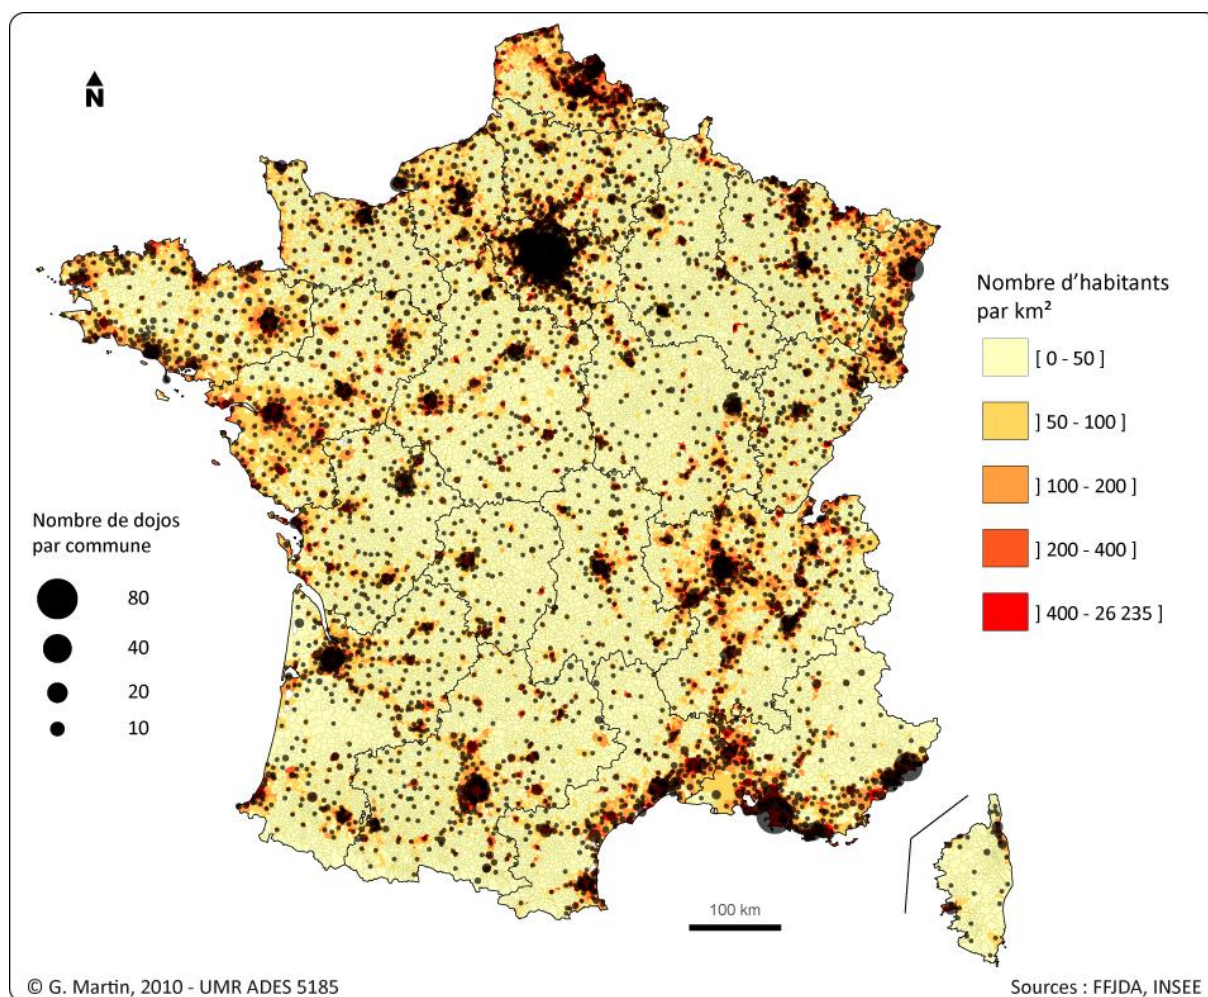 N
Nombre d’habitants
par km²
[ 0 - 50 ]
] 50 - 100 ]
] 100 - 200 ]
] 200 - 400 ]
] 400 - 26 235 ]
Nombre de dojos
par commune
80
40
20
10
100 km
© G. Martin, 2010 - UMR ADES 5185
Sources : FFJDA, INSEE